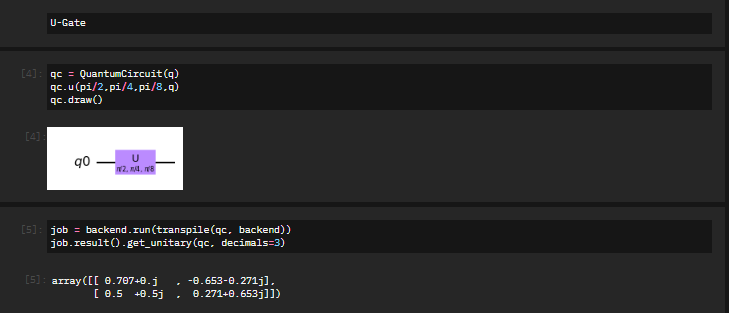 U-Gate
[4]: qc = QuantumCircuit(q)
qc.u(pi/2,pi/4,pi/8,q)
qc.draw()
[4]:
q0 U
π/2, π/4, π/8
[5]: job = backend.run(transpile(qc, backend))
job.result().get_unitary(qc, decimals=3)
[5]: array([[ 0.707+0.j   , -0.653-0.271j],
[ 0.5  +0.5j  ,  0.271+0.653j]])